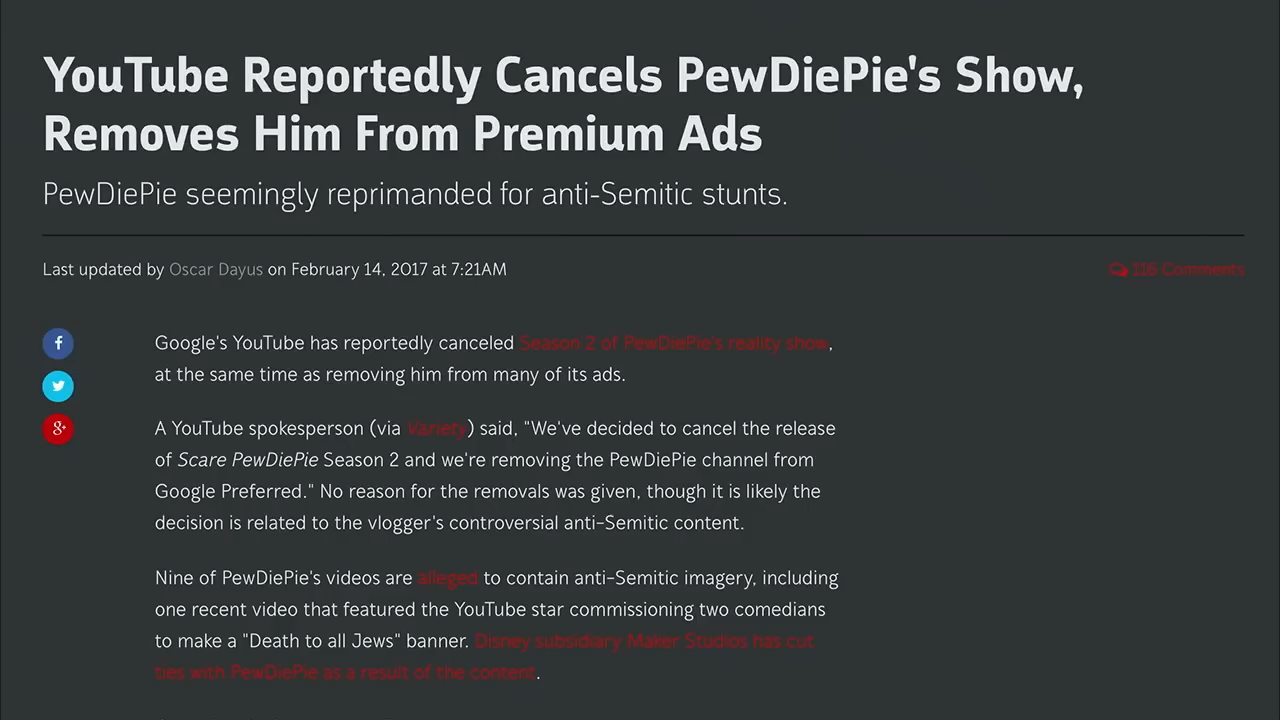 YouTube Reportedly Cancels PewDiePie's Show,
Removes Him From Premium Ads
PewDiePie seemingly reprimanded for anti-Semitic stunts.
Last updated by Oscar Dayus on February 14, 2017 at 7:21AM
116 Comments
f
g+
Google's YouTube has reportedly canceled Season 2 of PewDiePie's reality show,
at the same time as removing him from many of its ads.
A YouTube spokesperson (via Variety) said, "We've decided to cancel the release
of Scare PewDiePie Season 2 and we're removing the PewDiePie channel from
Google Preferred." No reason for the removals was given, though it is likely the
decision is related to the vlogger's controversial anti-Semitic content.
Nine of PewDiePie's videos are alleged to contain anti-Semitic imagery, including
one recent video that featured the YouTube star commissioning two comedians
to make a "Death to all Jews" banner. Disney subsidiary Maker Studios has cut
ties with PewDiePie as a result of the content.